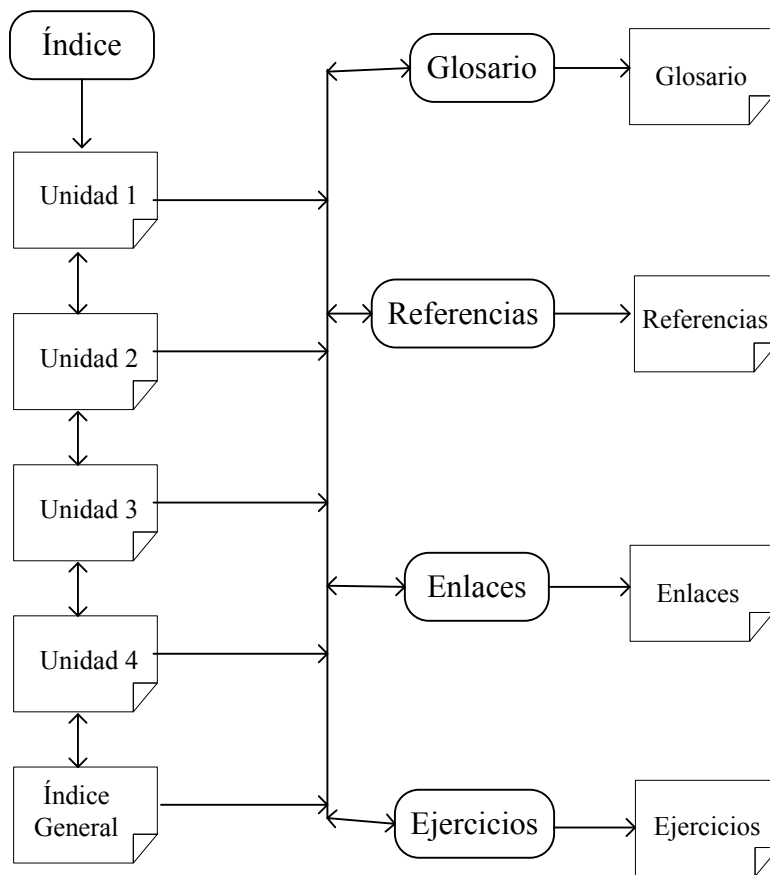 Índice
Glosario
Glosario
Unidad 1
Referencias
Referencias
Unidad 2
Unidad 3
Enlaces
Enlaces
Unidad 4
Índice
General
Ejercicios
Ejercicios